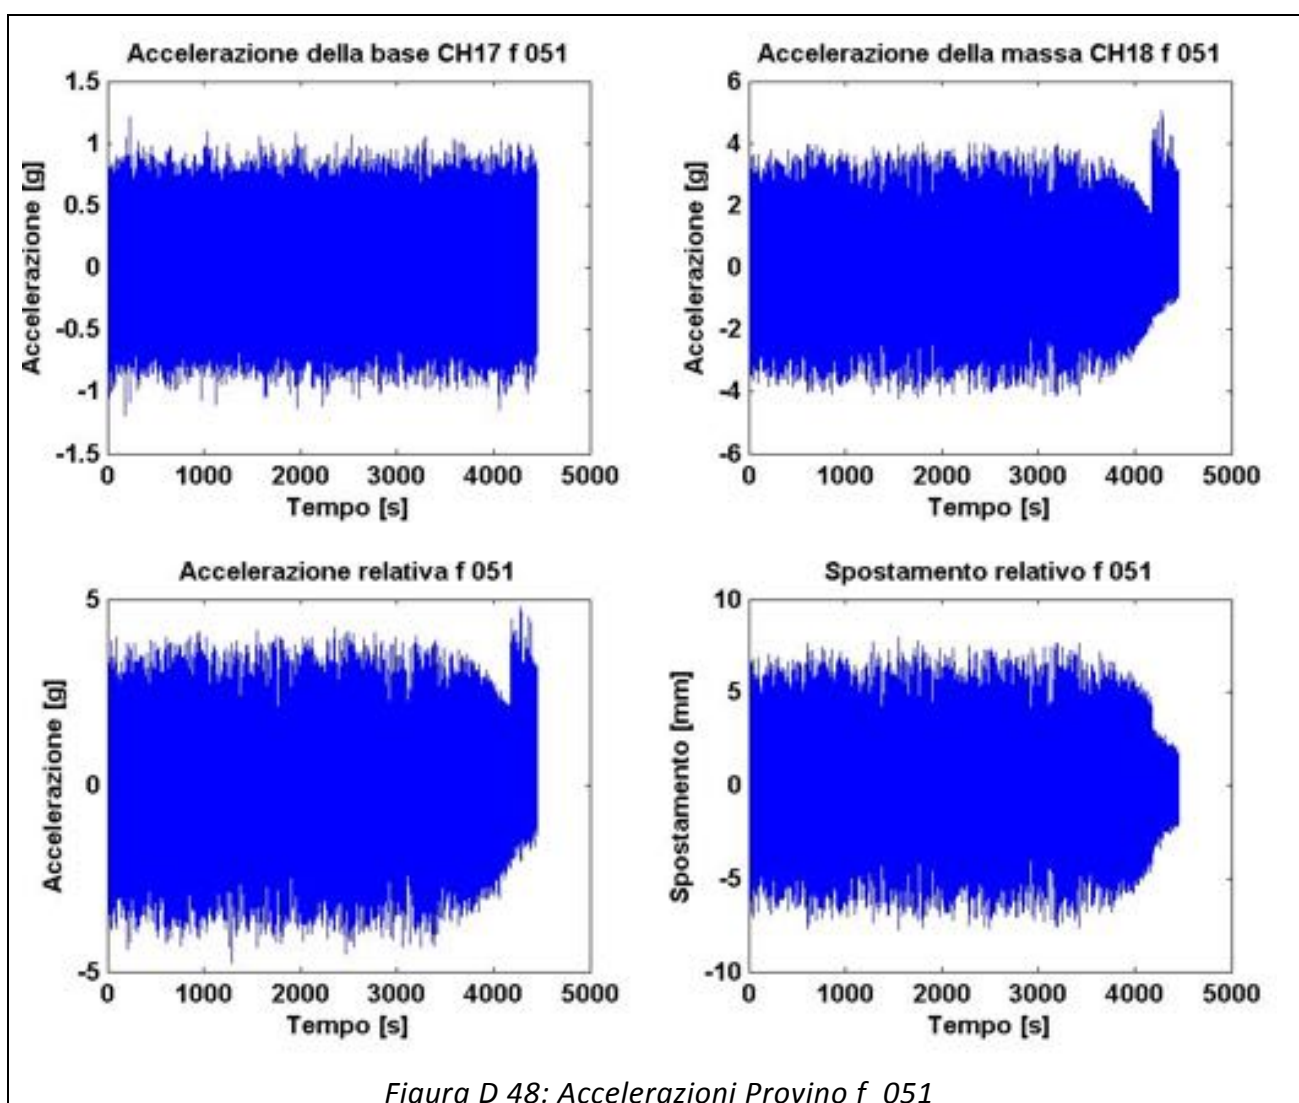 Accelerazione della base CH17 f 051
1.5
1
0.5
0
-0.5
-1
-1.5
Accelerazione [g]
0 1000 2000 3000 4000 5000
Tempo [s]
Accelerazione della massa CH18 f 051
6
4
2
0
-2
-4
-6
Accelerazione [g]
0 1000 2000 3000 4000 5000
Tempo [s]
Accelerazione relativa f 051
5
0
-5
Accelerazione [g]
0 1000 2000 3000 4000 5000
Tempo [s]
Spostamento relativo f 051
10
5
0
-5
-10
Spostamento [mm]
0 1000 2000 3000 4000 5000
Tempo [s]
Figura D 48: Accelerazioni Provino f_051